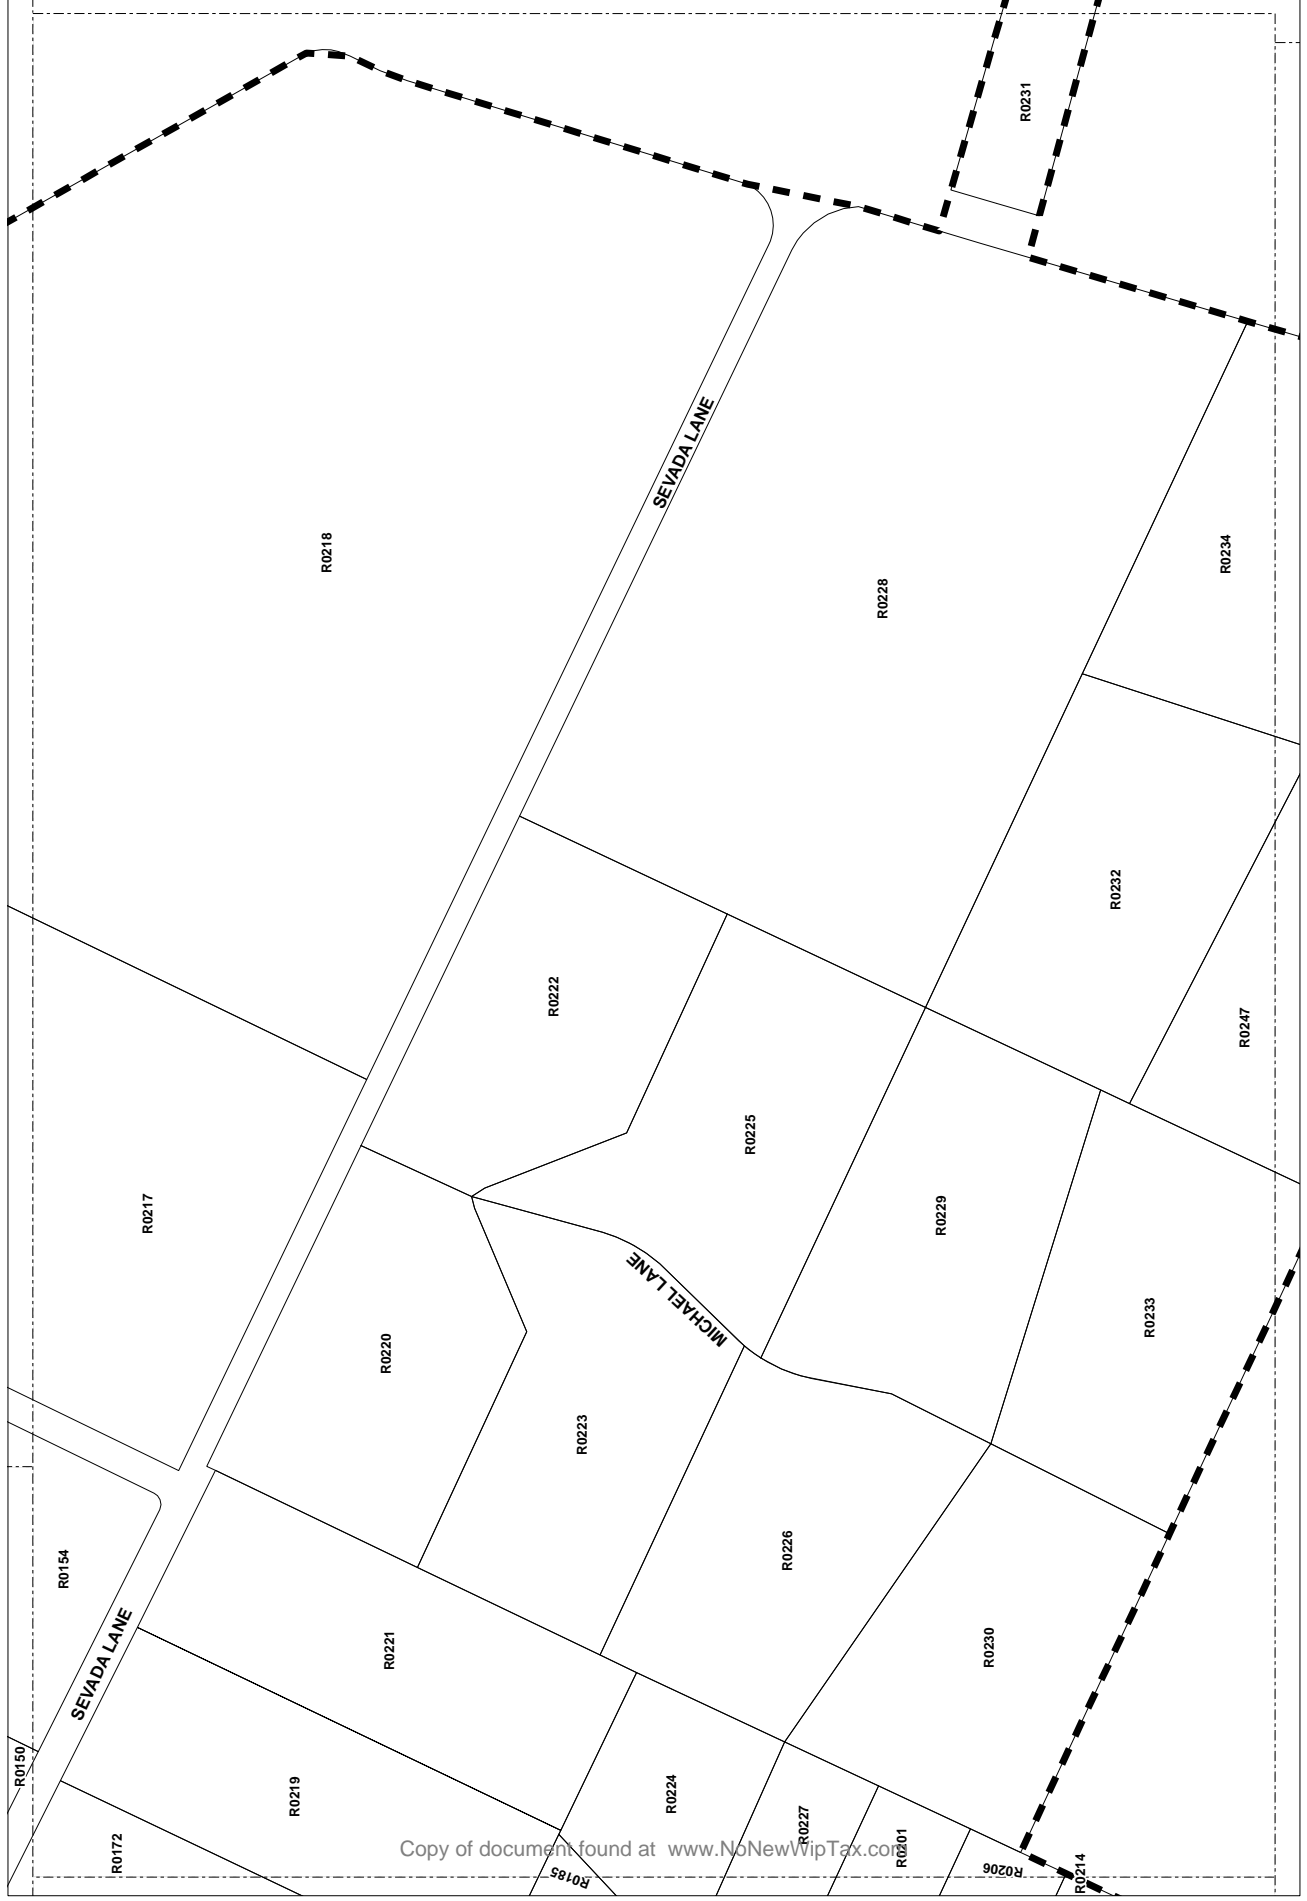 R0231
R0218
SEVADA LANE
R0234
R0228
R0232
R0222
R0247
R0225
R0217
R0229
MICHAEL LANE
R0233
R0220
R0223
R0154
R0226
R0221
R0230
SEVADA LANE
R0150
R0219
R0224
R0227
R0172
R0201
R0185
R0206
R0214
Copy of document found at www.NoNewWipTax.com